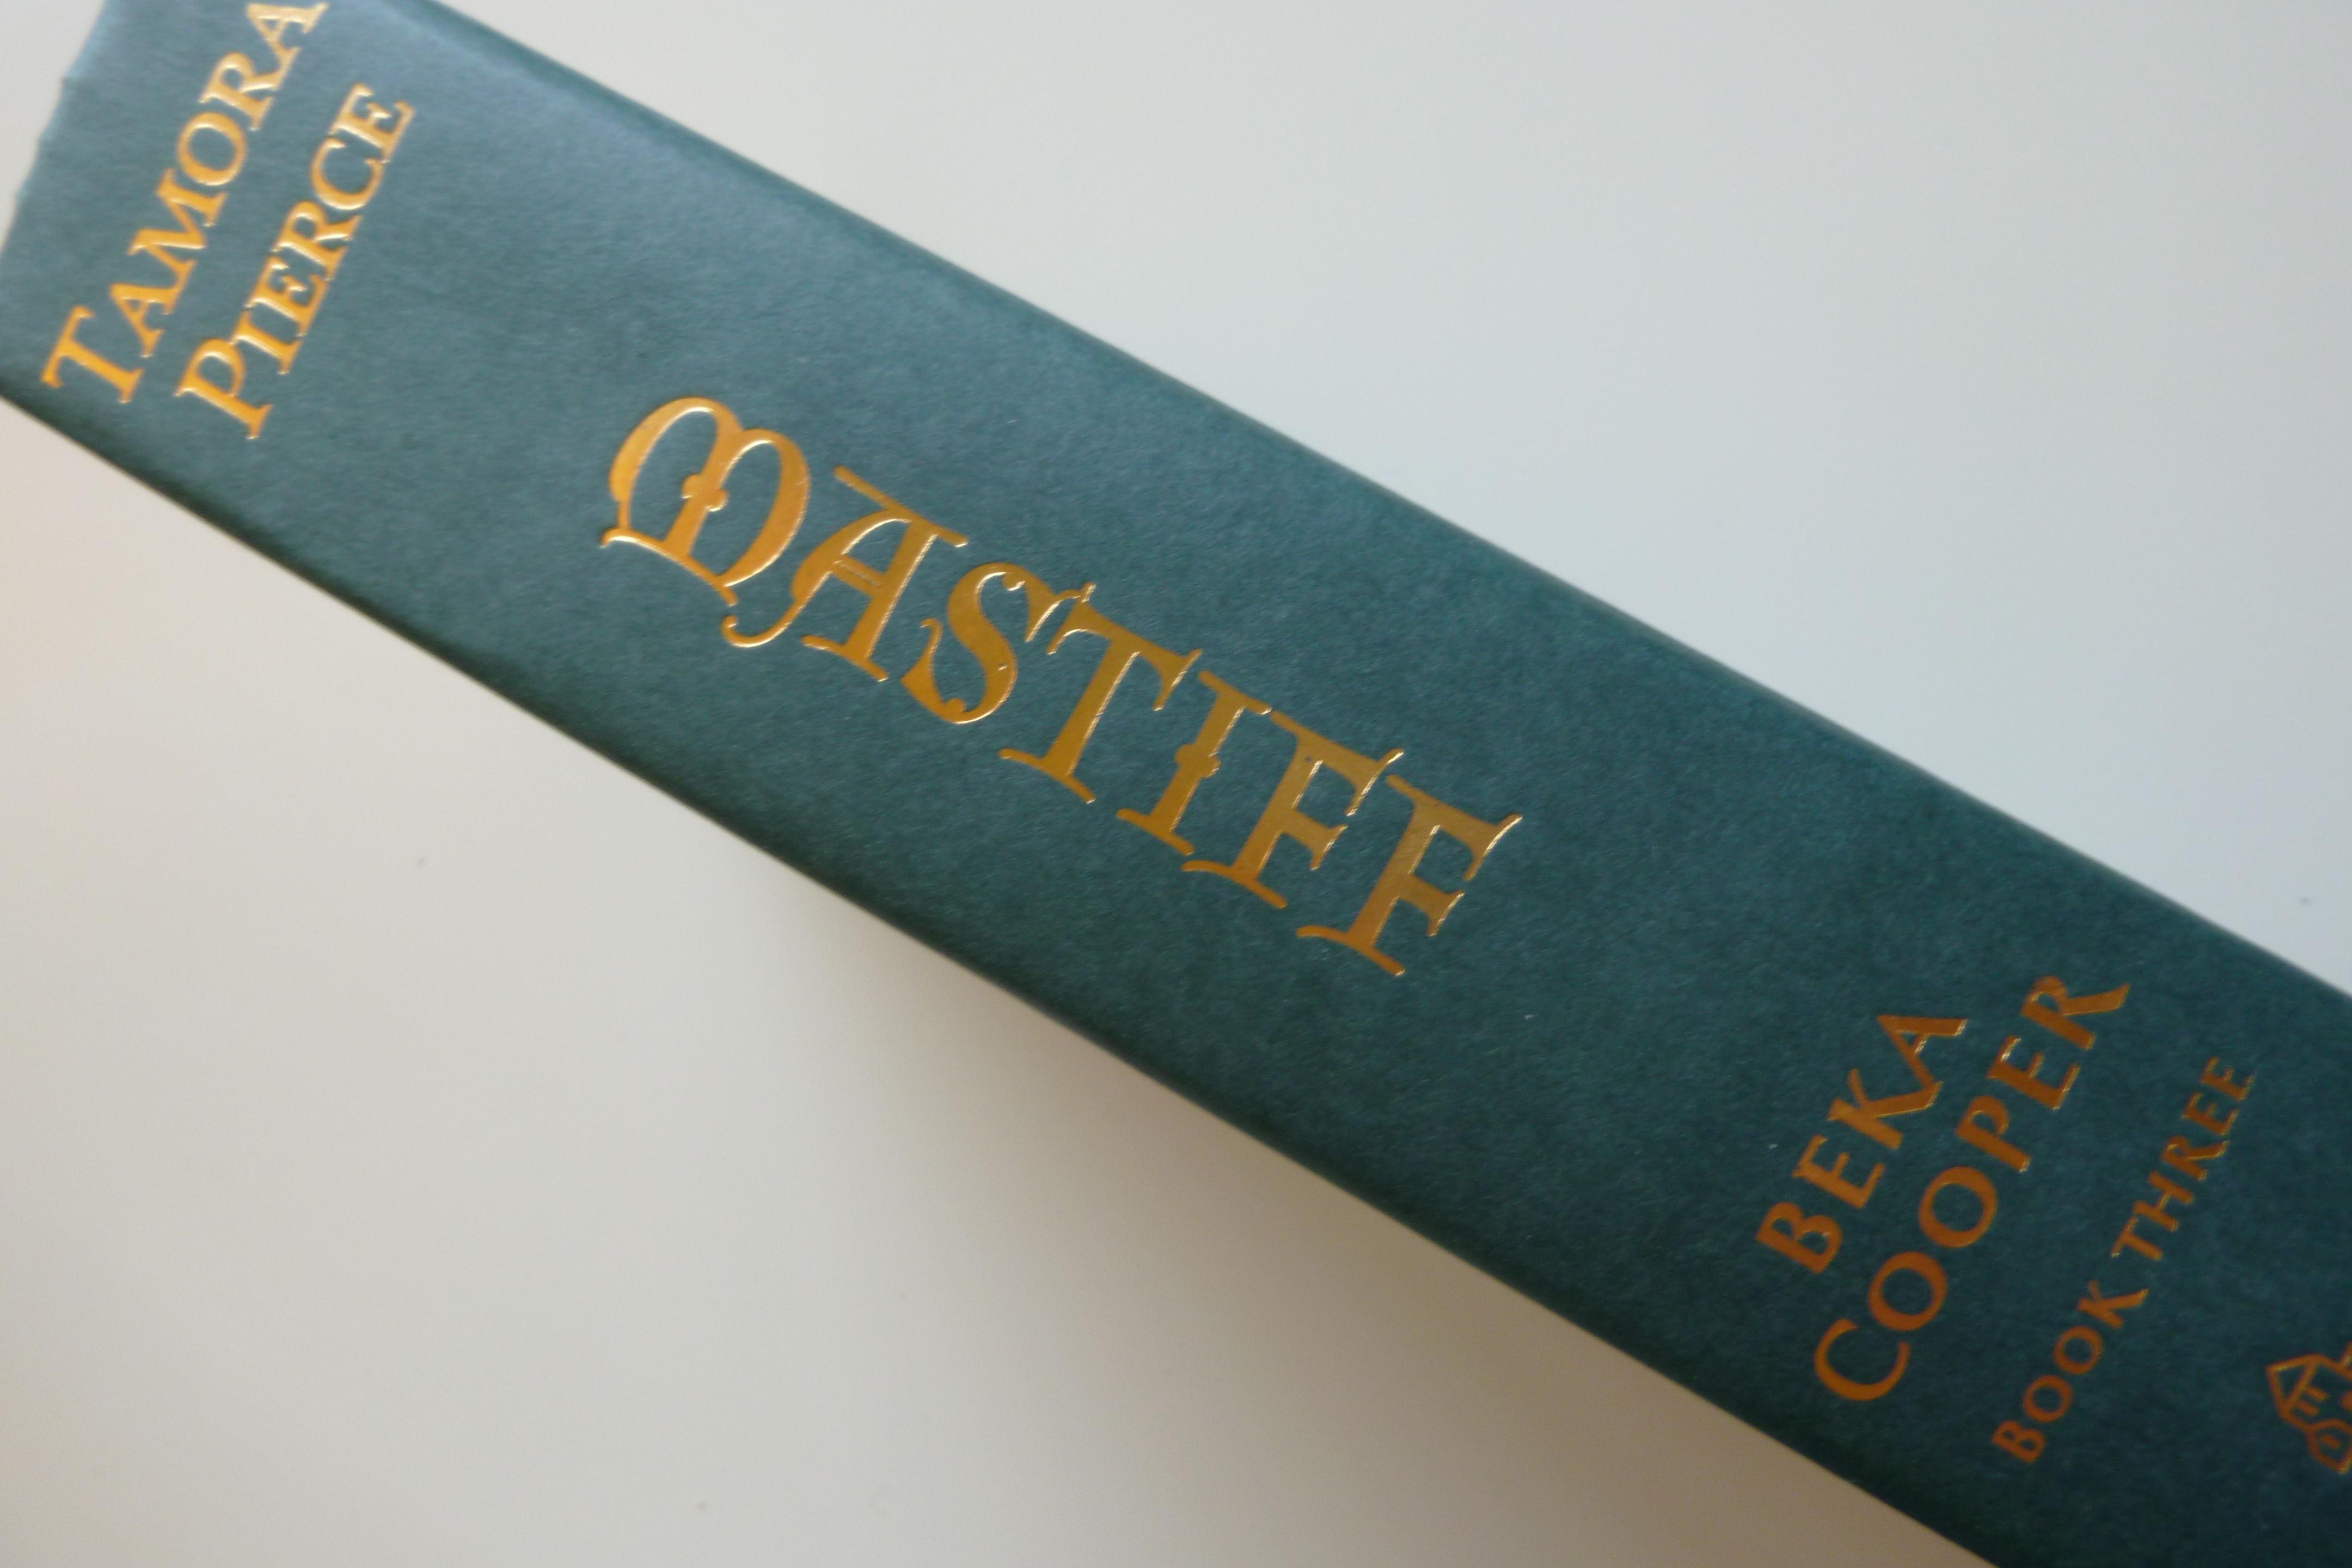 TAMORA
PIERCE
MASTIFF
BEKA
COOPER
BOOK THREE